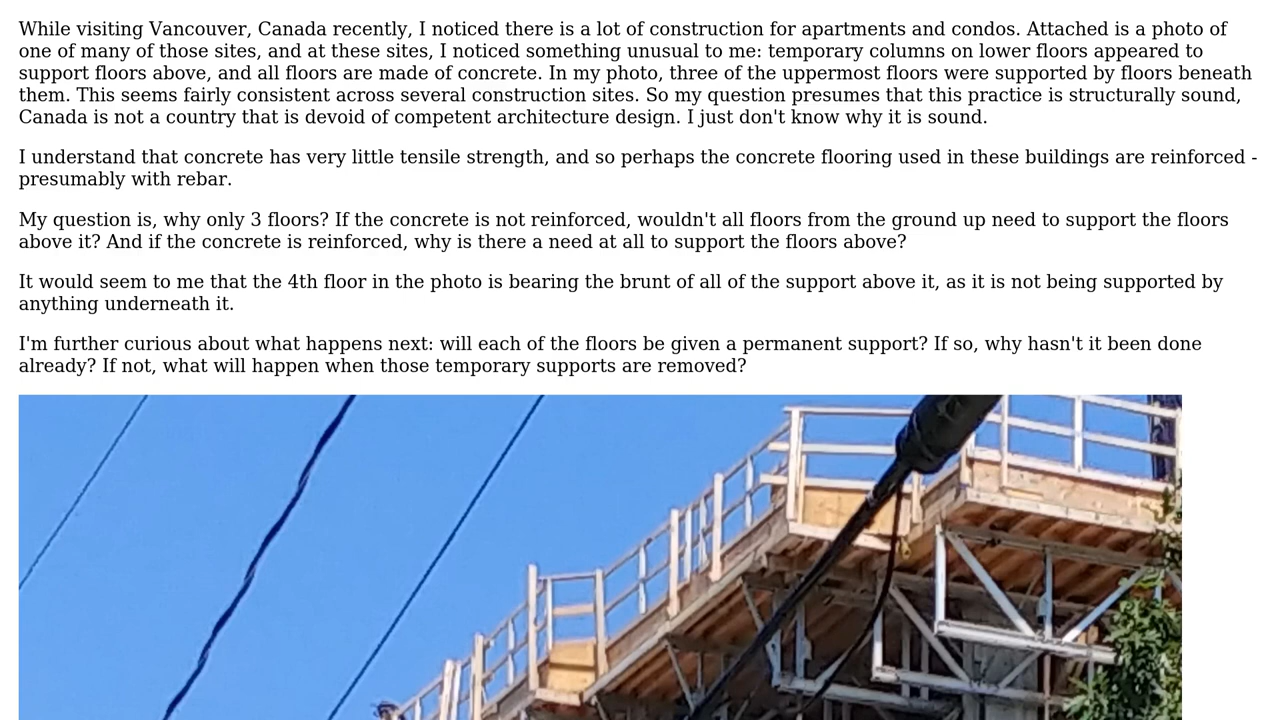 While visiting Vancouver, Canada recently, I noticed there is a lot of construction for apartments and condos. Attached is a photo of
one of many of those sites, and at these sites, I noticed something unusual to me: temporary columns on lower floors appeared to
support floors above, and all floors are made of concrete. In my photo, three of the uppermost floors were supported by floors beneath
them. This seems fairly consistent across several construction sites. So my question presumes that this practice is structurally sound,
Canada is not a country that is devoid of competent architecture design. I just don't know why it is sound.
I understand that concrete has very little tensile strength, and so perhaps the concrete flooring used in these buildings are reinforced -
presumably with rebar.
My question is, why only 3 floors? If the concrete is not reinforced, wouldn't all floors from the ground up need to support the floors
above it? And if the concrete is reinforced, why is there a need at all to support the floors above?
It would seem to me that the 4th floor in the photo is bearing the brunt of all of the support above it, as it is not being supported by
anything underneath it.
I'm further curious about what happens next: will each of the floors be given a permanent support? If so, why hasn't it been done
already? If not, what will happen when those temporary supports are removed?